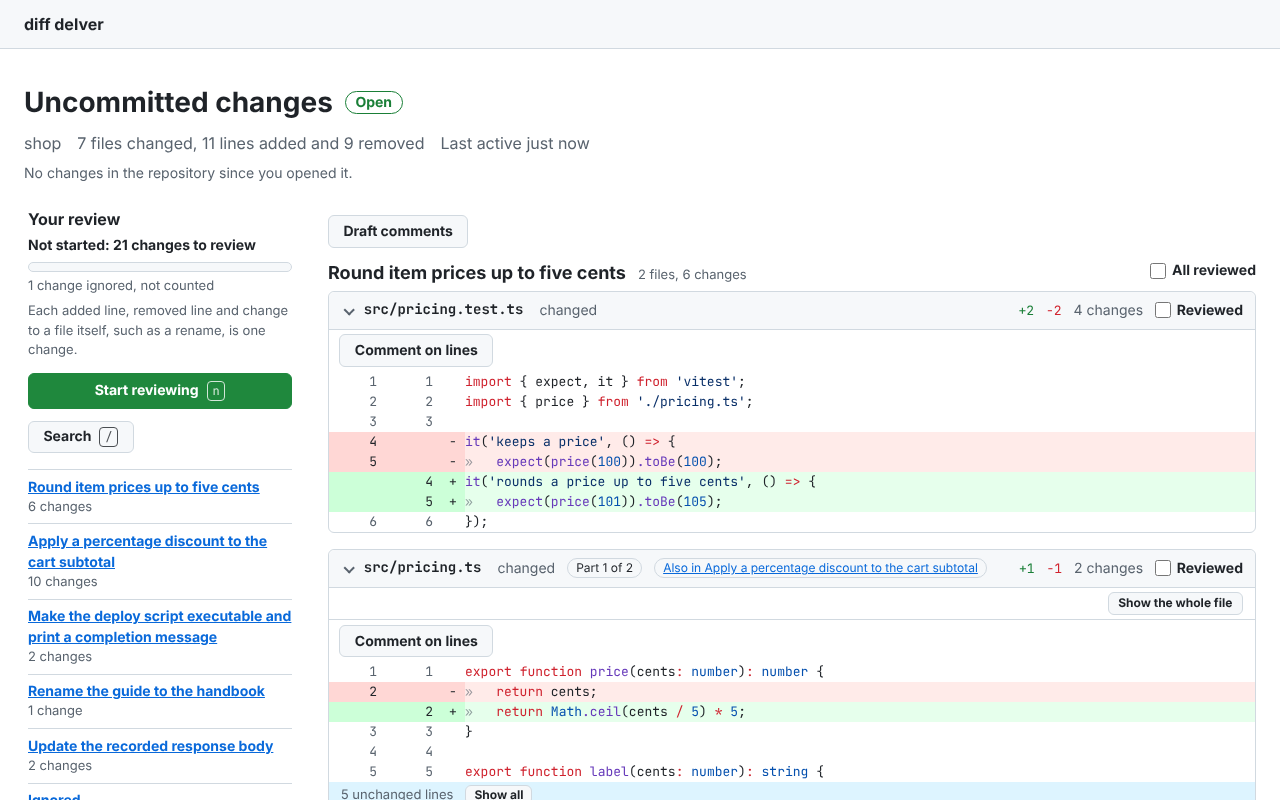 diff delver
Uncommitted changes Open
shop 7 files changed, 11 lines added and 9 removed Last active just now
No changes in the repository since you opened it.
Your review
Not started: 21 changes to review
1 change ignored, not counted
Each added line, removed line and change
to a file itself, such as a rename, is one
change.
Start reviewing n
Search /
Round item prices up to five cents
6 changes
Apply a percentage discount to the
cart subtotal
10 changes
Make the deploy script executable and
print a completion message
2 changes
Rename the guide to the handbook
1 change
Update the recorded response body
2 changes
Ignored
Draft comments
Round item prices up to five cents 2 files, 6 changes All reviewed
src/pricing.test.ts changed +2 -2 4 changes Reviewed
Comment on lines
1 1 import { expect, it } from 'vitest';
2 2 import { price } from './pricing.ts';
3 3
4 - it('keeps a price', () => {
5 - » expect(price(100)).toBe(100);
4 + it('rounds a price up to five cents', () => {
5 + » expect(price(101)).toBe(105);
6 6 });
src/pricing.ts changed Part 1 of 2 Also in Apply a percentage discount to the cart subtotal +1 -1 2 changes Reviewed
Show the whole file
Comment on lines
1 1 export function price(cents: number): number {
2 - » return cents;
2 + » return Math.ceil(cents / 5) * 5;
3 3 }
4 4
5 5 export function label(cents: number): string {
5 unchanged lines Show all